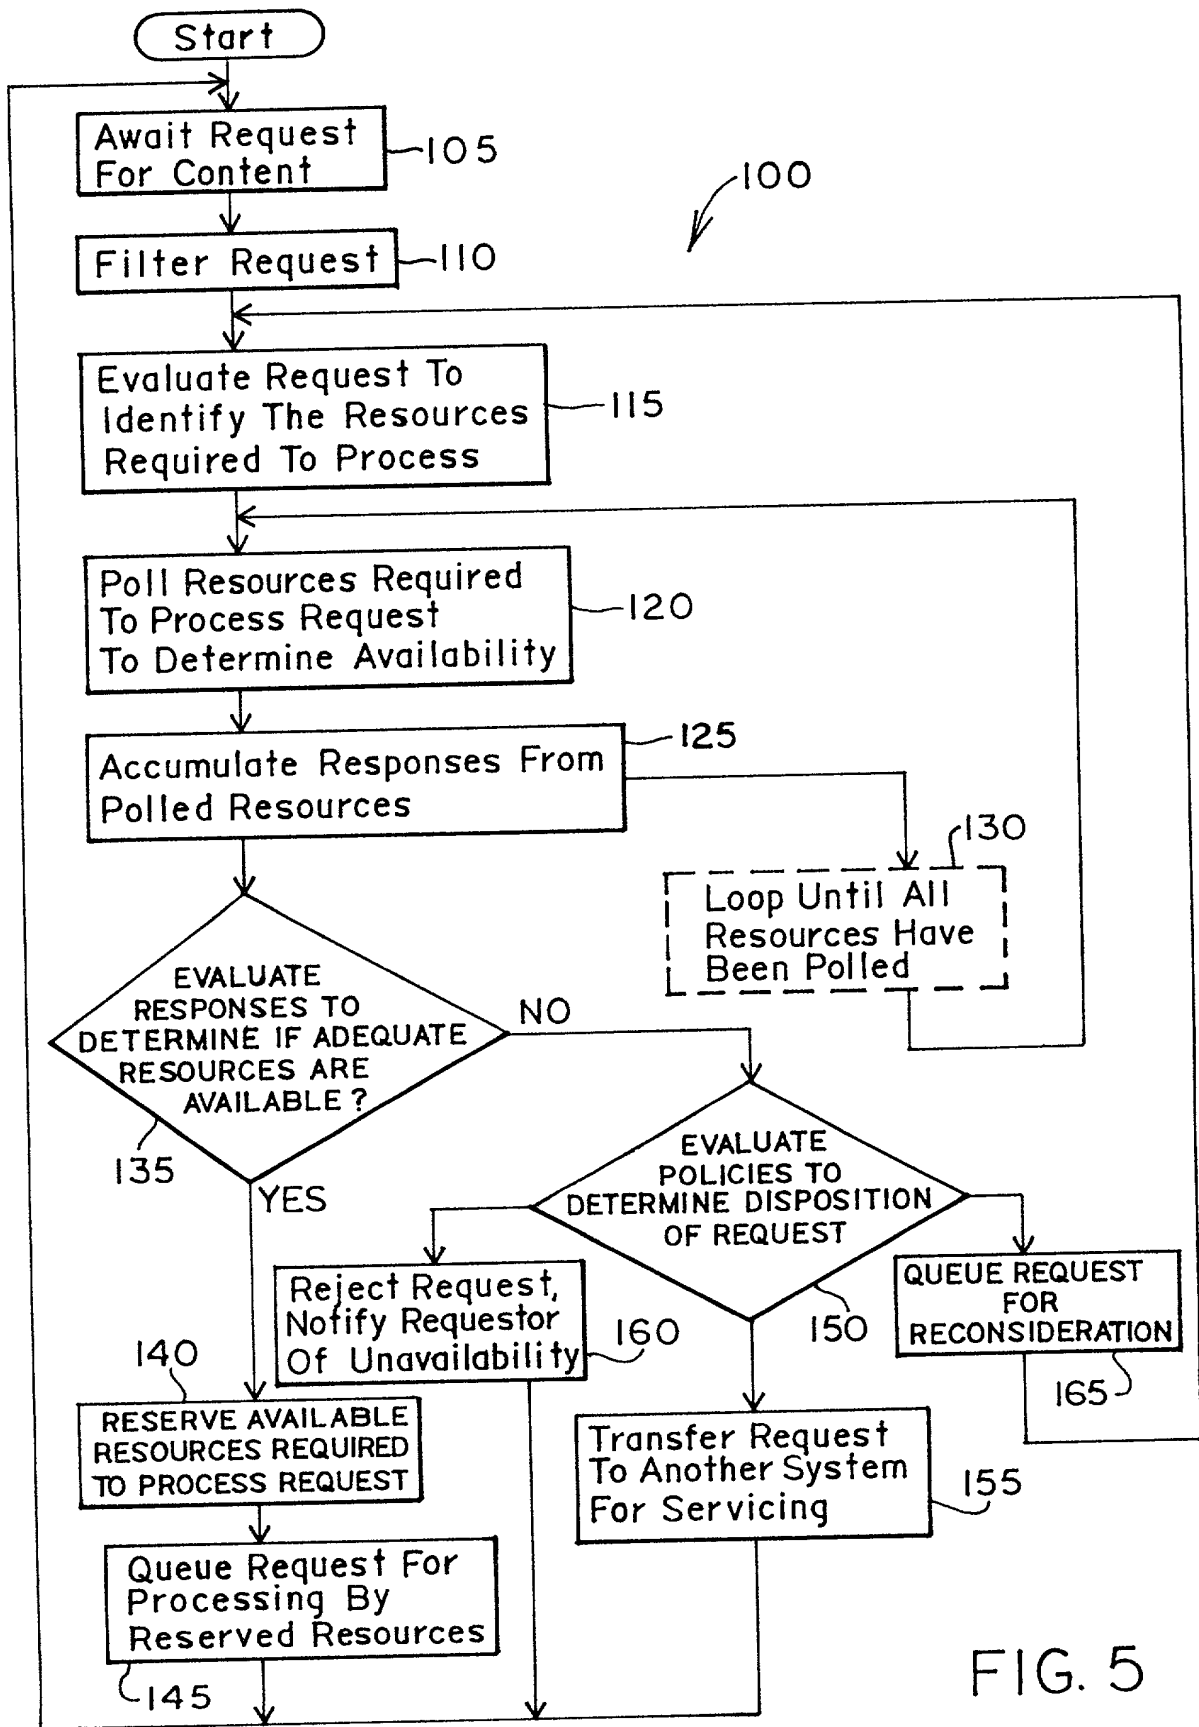 Start
Await Request
For Content
105
100
Filter Request
110
Evaluate Request To
Identify The Resources
Required To Process
115
Poll Resources Required
To Process Request
To Determine Availability
120
Accumulate Responses From
Polled Resources
125
130
Loop Until All
Resources Have
Been Polled
EVALUATE
RESPONSES TO
DETERMINE IF ADEQUATE
RESOURCES ARE
AVAILABLE?
135
NO
YES
EVALUATE
POLICIES TO
DETERMINE DISPOSITION
OF REQUEST
150
Reject Request,
Notify Requestor
Of Unavailability
160
QUEUE REQUEST
FOR
RECONSIDERATION
165
140
RESERVE AVAILABLE
RESOURCES REQUIRED
TO PROCESS REQUEST
Transfer Request
To Another System
For Servicing
155
Queue Request For
Processing By
Reserved Resources
145
FIG. 5